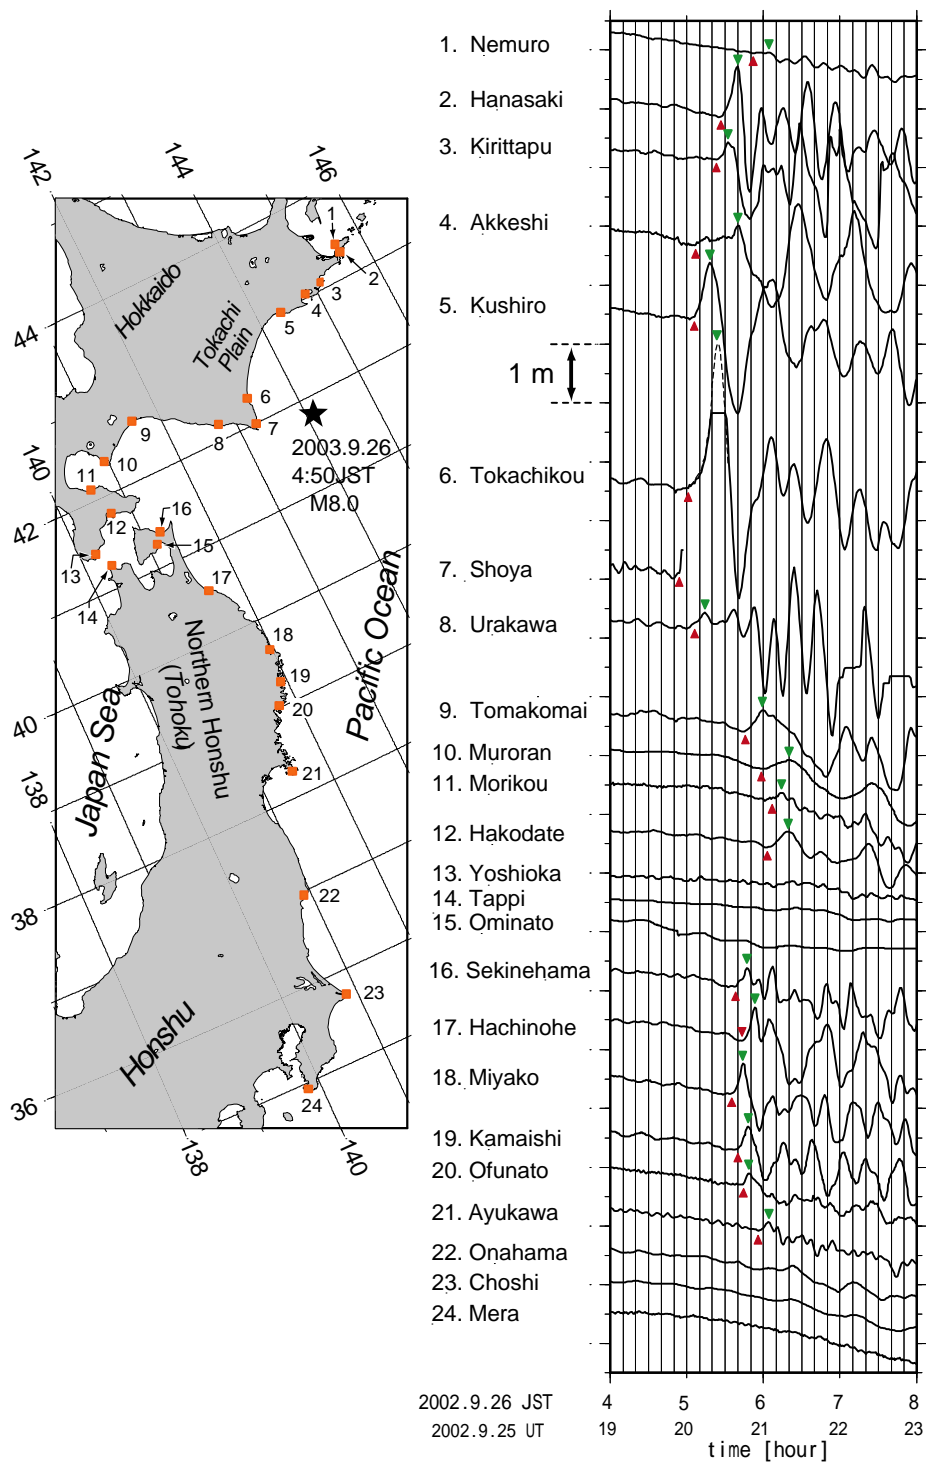 142
144
146
44
140
42
40
138
38
36
138
140
Hokkaido
Tokachi
Plain
1
2
3
4
5
6
7
8
9
10
11
12
13
14
15
16
17
18
19
20
21
22
23
24
2003.9.26
4:50JST
M8.0
Northern Honshu
(Tohoku)
Pacific Ocean
Japan Sea
Honshu
1. Nemuro
2. Hanasaki
3. Kirittapu
4. Akkeshi
5. Kushiro
1 m
6. Tokachikou
7. Shoya
8. Urakawa
9. Tomakomai
10. Muroran
11. Morikou
12. Hakodate
13. Yoshioka
14. Tappi
15. Ominato
16. Sekinehama
17. Hachinohe
18. Miyako
19. Kamaishi
20. Ofunato
21. Ayukawa
22. Onahama
23. Choshi
24. Mera
2002.9.26 JST
4 5 6 7 8
2002.9.25 UT
19 20 21 22 23
time [hour]